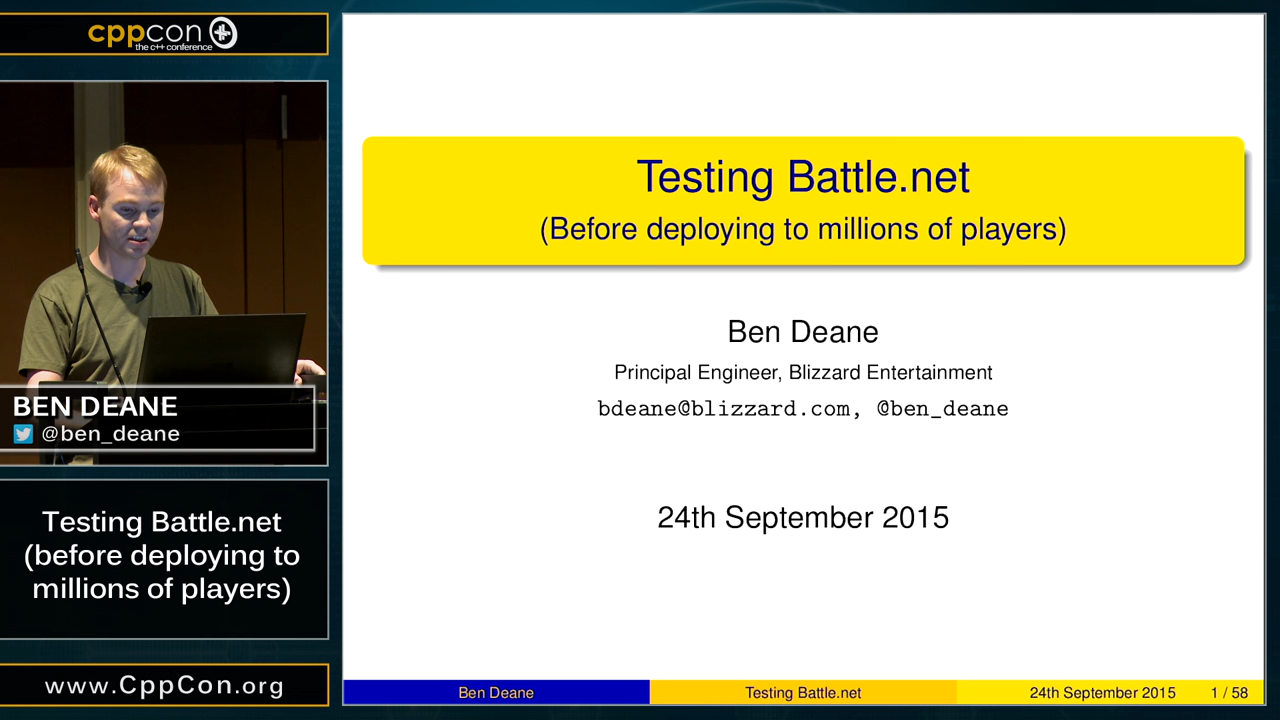 cppcon
the c++ conference
BEN DEANE
@ben_deane
Testing Battle.net
(before deploying to
millions of players)
www.CppCon.org
Testing Battle.net
(Before deploying to millions of players)
Ben Deane
Principal Engineer, Blizzard Entertainment
bdeane@blizzard.com, @ben_deane
24th September 2015
Ben Deane
Testing Battle.net
24th September 2015
1 / 58